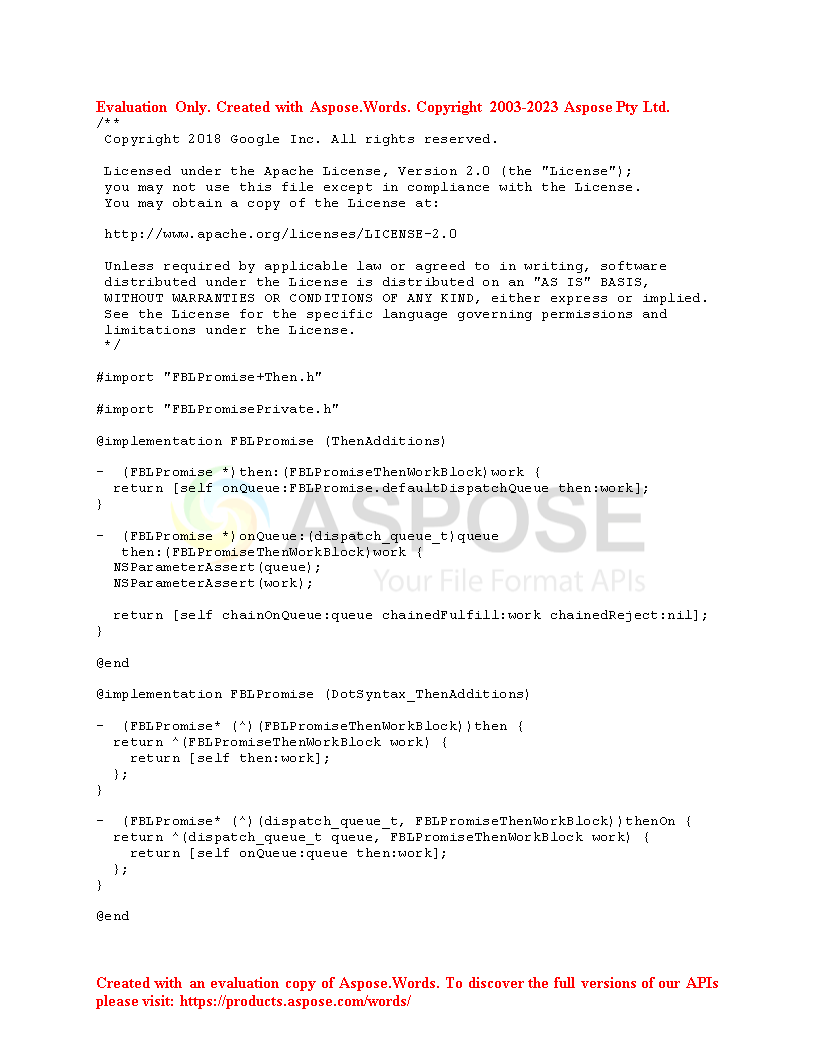 Evaluation Only. Created with Aspose.Words. Copyright 2003-2023 Aspose Pty Ltd.
/**
 Copyright 2018 Google Inc. All rights reserved.

 Licensed under the Apache License, Version 2.0 (the "License");
 you may not use this file except in compliance with the License.
 You may obtain a copy of the License at:

 http://www.apache.org/licenses/LICENSE-2.0

 Unless required by applicable law or agreed to in writing, software
 distributed under the License is distributed on an "AS IS" BASIS,
 WITHOUT WARRANTIES OR CONDITIONS OF ANY KIND, either express or implied.
 See the License for the specific language governing permissions and
 limitations under the License.
 */

#import "FBLPromise+Then.h"

#import "FBLPromisePrivate.h"

@implementation FBLPromise (ThenAdditions)

-  (FBLPromise *)then:(FBLPromiseThenWorkBlock)work {
  return [self onQueue:FBLPromise.defaultDispatchQueue then:work];
}

-  (FBLPromise *)onQueue:(dispatch_queue_t)queue
   then:(FBLPromiseThenWorkBlock)work {
  NSParameterAssert(queue);
  NSParameterAssert(work);

  return [self chainOnQueue:queue chainedFulfill:work chainedReject:nil];
}

@end

@implementation FBLPromise (DotSyntax_ThenAdditions)

-  (FBLPromise* (^)(FBLPromiseThenWorkBlock))then {
  return ^(FBLPromiseThenWorkBlock work) {
    return [self then:work];
  };
}

-  (FBLPromise* (^)(dispatch_queue_t, FBLPromiseThenWorkBlock))thenOn {
  return ^(dispatch_queue_t queue, FBLPromiseThenWorkBlock work) {
    return [self onQueue:queue then:work];
  };
}

@end

ASPOSE
Your File Format APIs

Created with an evaluation copy of Aspose.Words. To discover the full versions of our APIs
please visit: https://products.aspose.com/words/